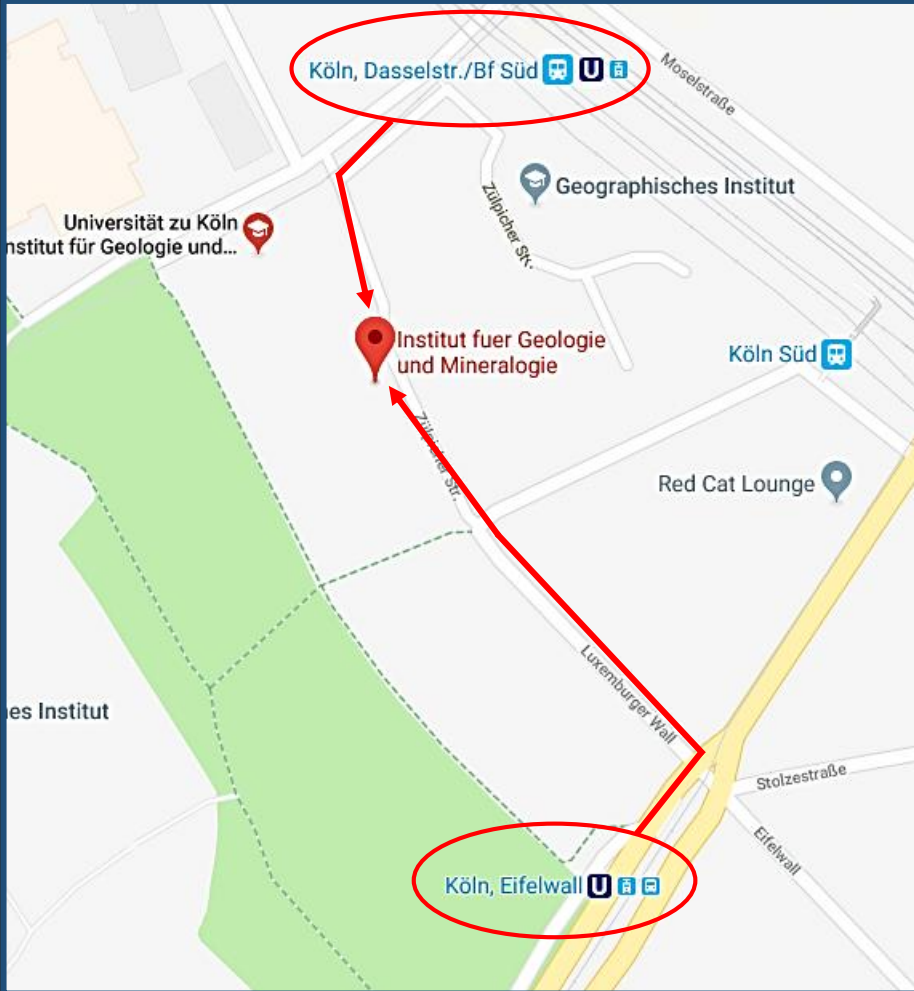 Köln, Dasselstr./Bf Süd U
Moselstraße
Geographisches Institut
Zülpicher Str.
Universität zu Köln
nstitut für Geologie und...
Institut fuer Geologie
und Mineralogie
Köln Süd
Zülpicher Str.
Red Cat Lounge
Luxemburger Wall
es Institut
Stolzestraße
Eifelwall
Köln, Eifelwall U